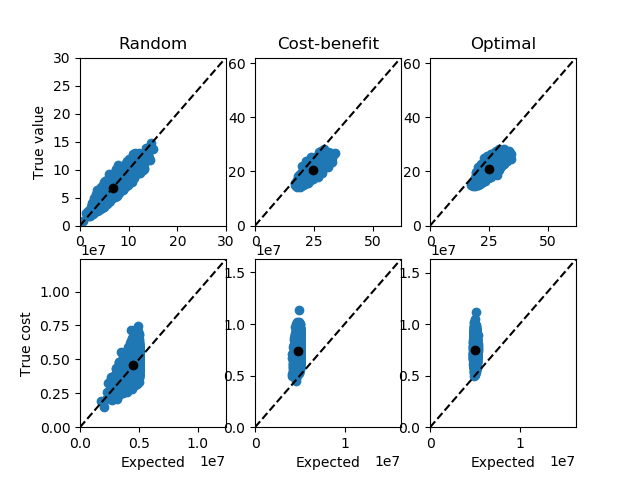 Random Cost-benefit Optimal
30 60 60
25
20 40 40
15
10 20 20
5
0 0 0
True value
0 10 20 30 0 25 50 0 25 50
1e7 1e7 1e7
1.00 1.5 1.5
0.75 1.0 1.0
0.50
0.25 0.5 0.5
0.00 0.0 0.0
True cost
0.0 0.5 1.0 0 1 0 1
Expected 1e7 Expected 1e7 Expected 1e7